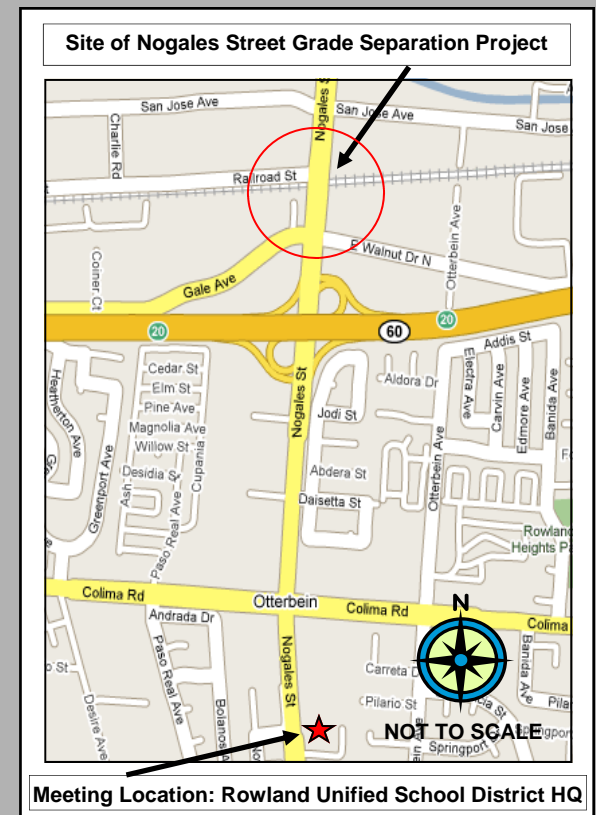 Site of Nogales Street Grade Separation Project
San Jose Ave
Nogales S
San Jose Ave
San Jose
Charlie Rd
Railroad St
Otterbein Ave
E Walnut Dr N
Coiner Ct
Gale Ave
20
60
20
Addis St
Heatherton Ave
Greenport Ave
Cedar St
Elm St
Pine Ave
Magnolia Ave
Willow St
Desidia S
Ash
Cupania
Paso Real Ave
Nogales St
Aldora Dr
Jodi St
Abdera St
Daisetta St
Electra Ave
Carvin Ave
Edmore Ave
Banida Ave
Otterbein Ave
Rowland
Heights Pa
Colima Rd
Otterbein
Colima Rd
Colima
N
Andrada Dr
Paso Real Ave
Desire Ave
Bolanos
Nogales St
Carreta D
Pilario St
Banida Ave
Pila
NOT TO SCALE
Springport
Meeting Location: Rowland Unified School District HQ